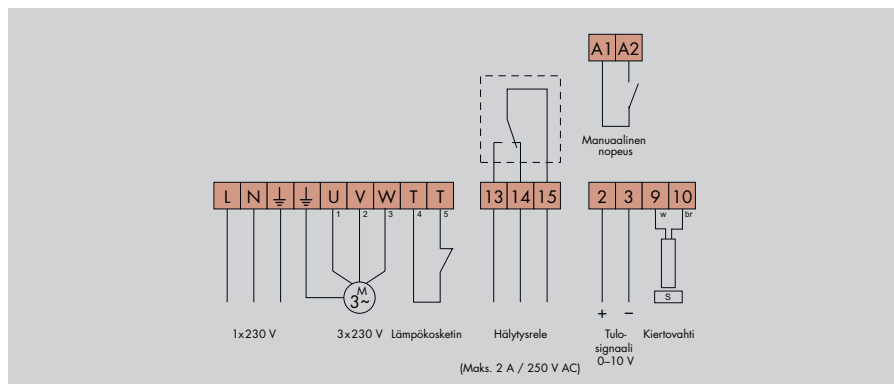 A1 A2
Manuaalinen
nopeus
L N U V W T T
1 2 3 4 5
13 14 15
2 3 9 10
w br
M
3~
S
+ −
1x230 V
3x230 V
Lämpökosketin
Hälytysrele
Tulo-
signaali
0–10 V
Kiertovahti
(Maks. 2 A / 250 V AC)